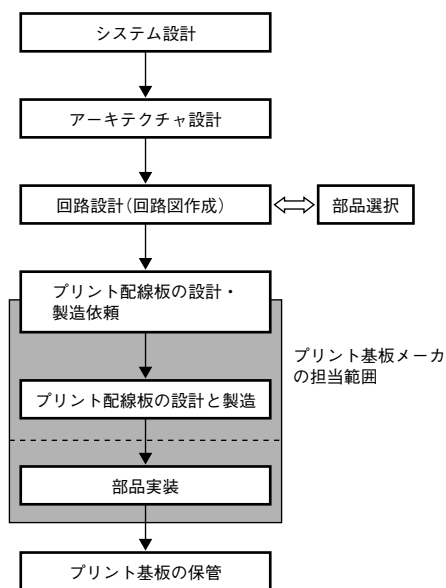 システム設計
アーキテクチャ設計
回路設計(回路図作成)
部品選択
プリント配線板の設計・
製造依頼
プリント基板メーカ
の担当範囲
プリント配線板の設計と製造
部品実装
プリント基板の保管